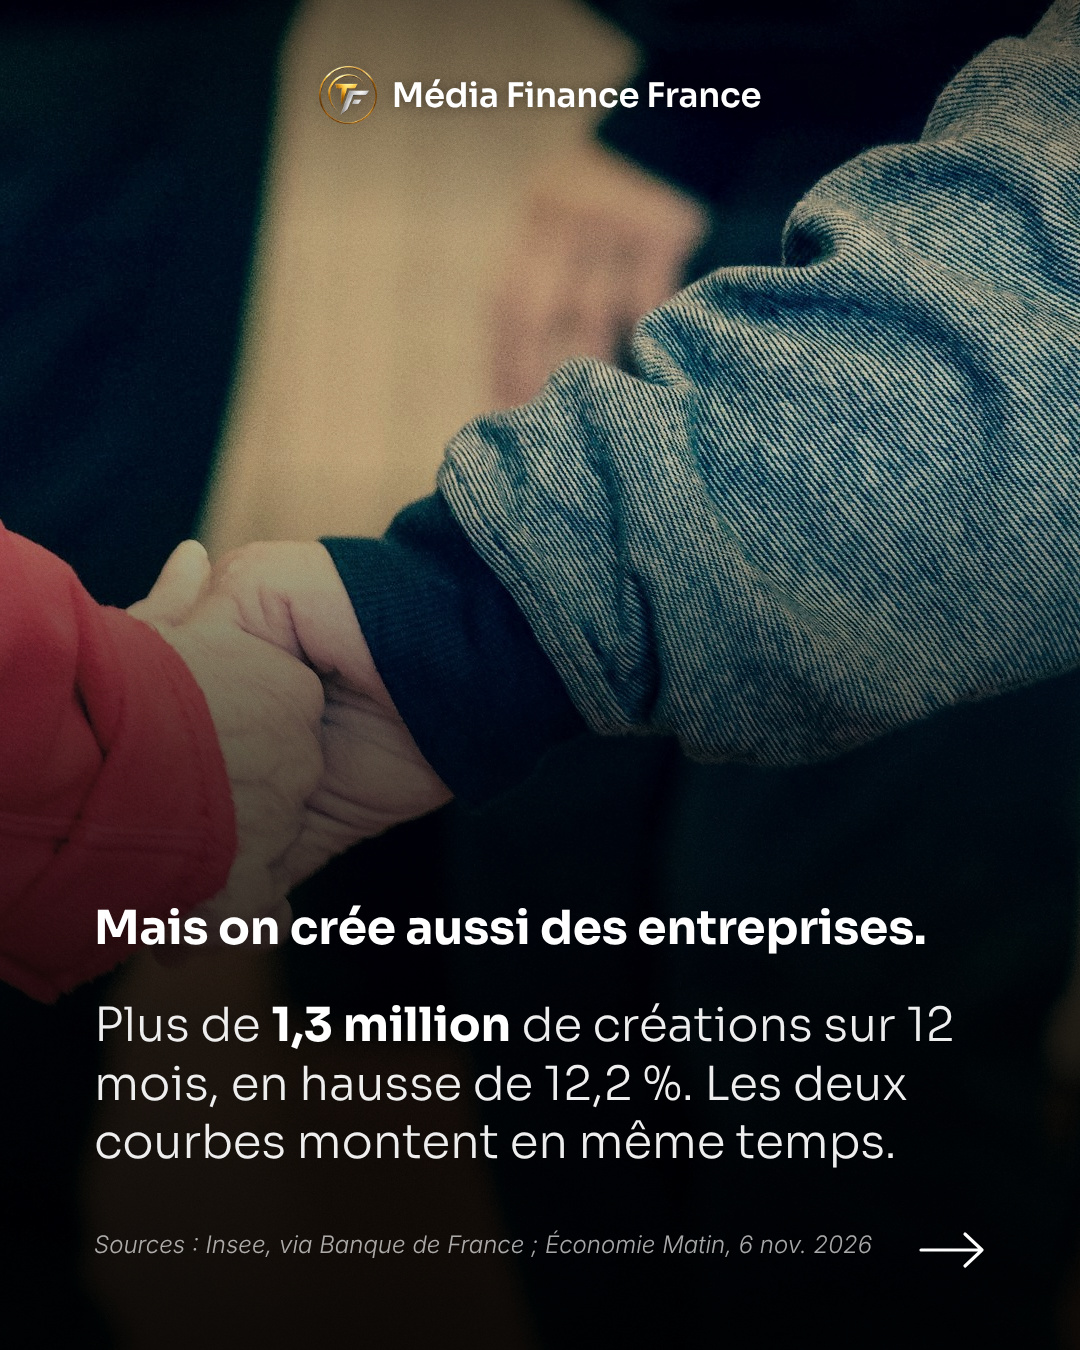 TF Média Finance France
Mais on crée aussi des entreprises.
Plus de 1,3 million de créations sur 12
mois, en hausse de 12,2 %. Les deux
courbes montent en même temps.
Sources : Insee, via Banque de France ; Économie Matin, 6 nov. 2026